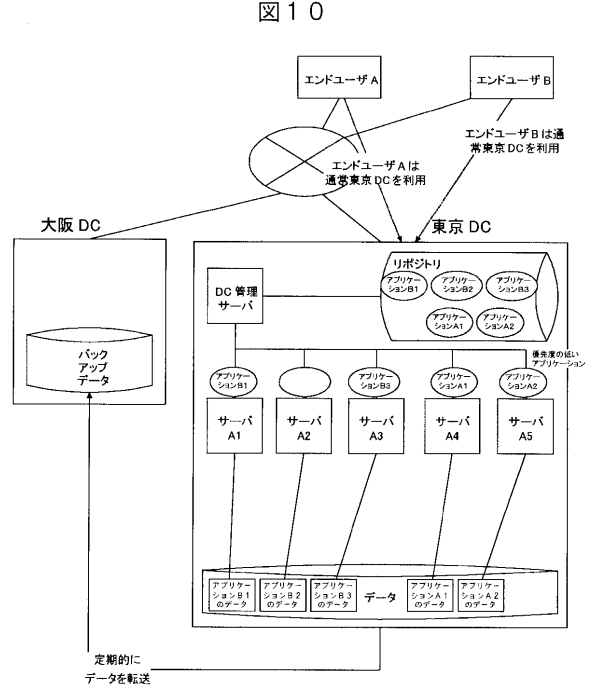 図１０
エンドユーザA
エンドユーザB
エンドユーザBは通
常東京DCを利用
エンドユーザAは
通常東京DCを利用
大阪 DC
東京 DC
リポジトリ
アプリケー
ションB1
アプリケー
ションB2
アプリケー
ションB3
アプリケー
ションA1
アプリケー
ションA2
DC 管理
サーバ
バック
アップ
データ
優先度の低い
アプリケーション
アプリケー
ションB1
アプリケー
ションB3
アプリケー
ションA1
アプリケー
ションA2
サーバ
A1
サーバ
A2
サーバ
A3
サーバ
A4
サーバ
A5
アプリケー
ションB1
のデータ
アプリケー
ションB2
のデータ
アプリケー
ションB3
のデータ
データ
アプリケー
ションA1
のデータ
アプリケー
ションA2
のデータ
定期的に
データを転送